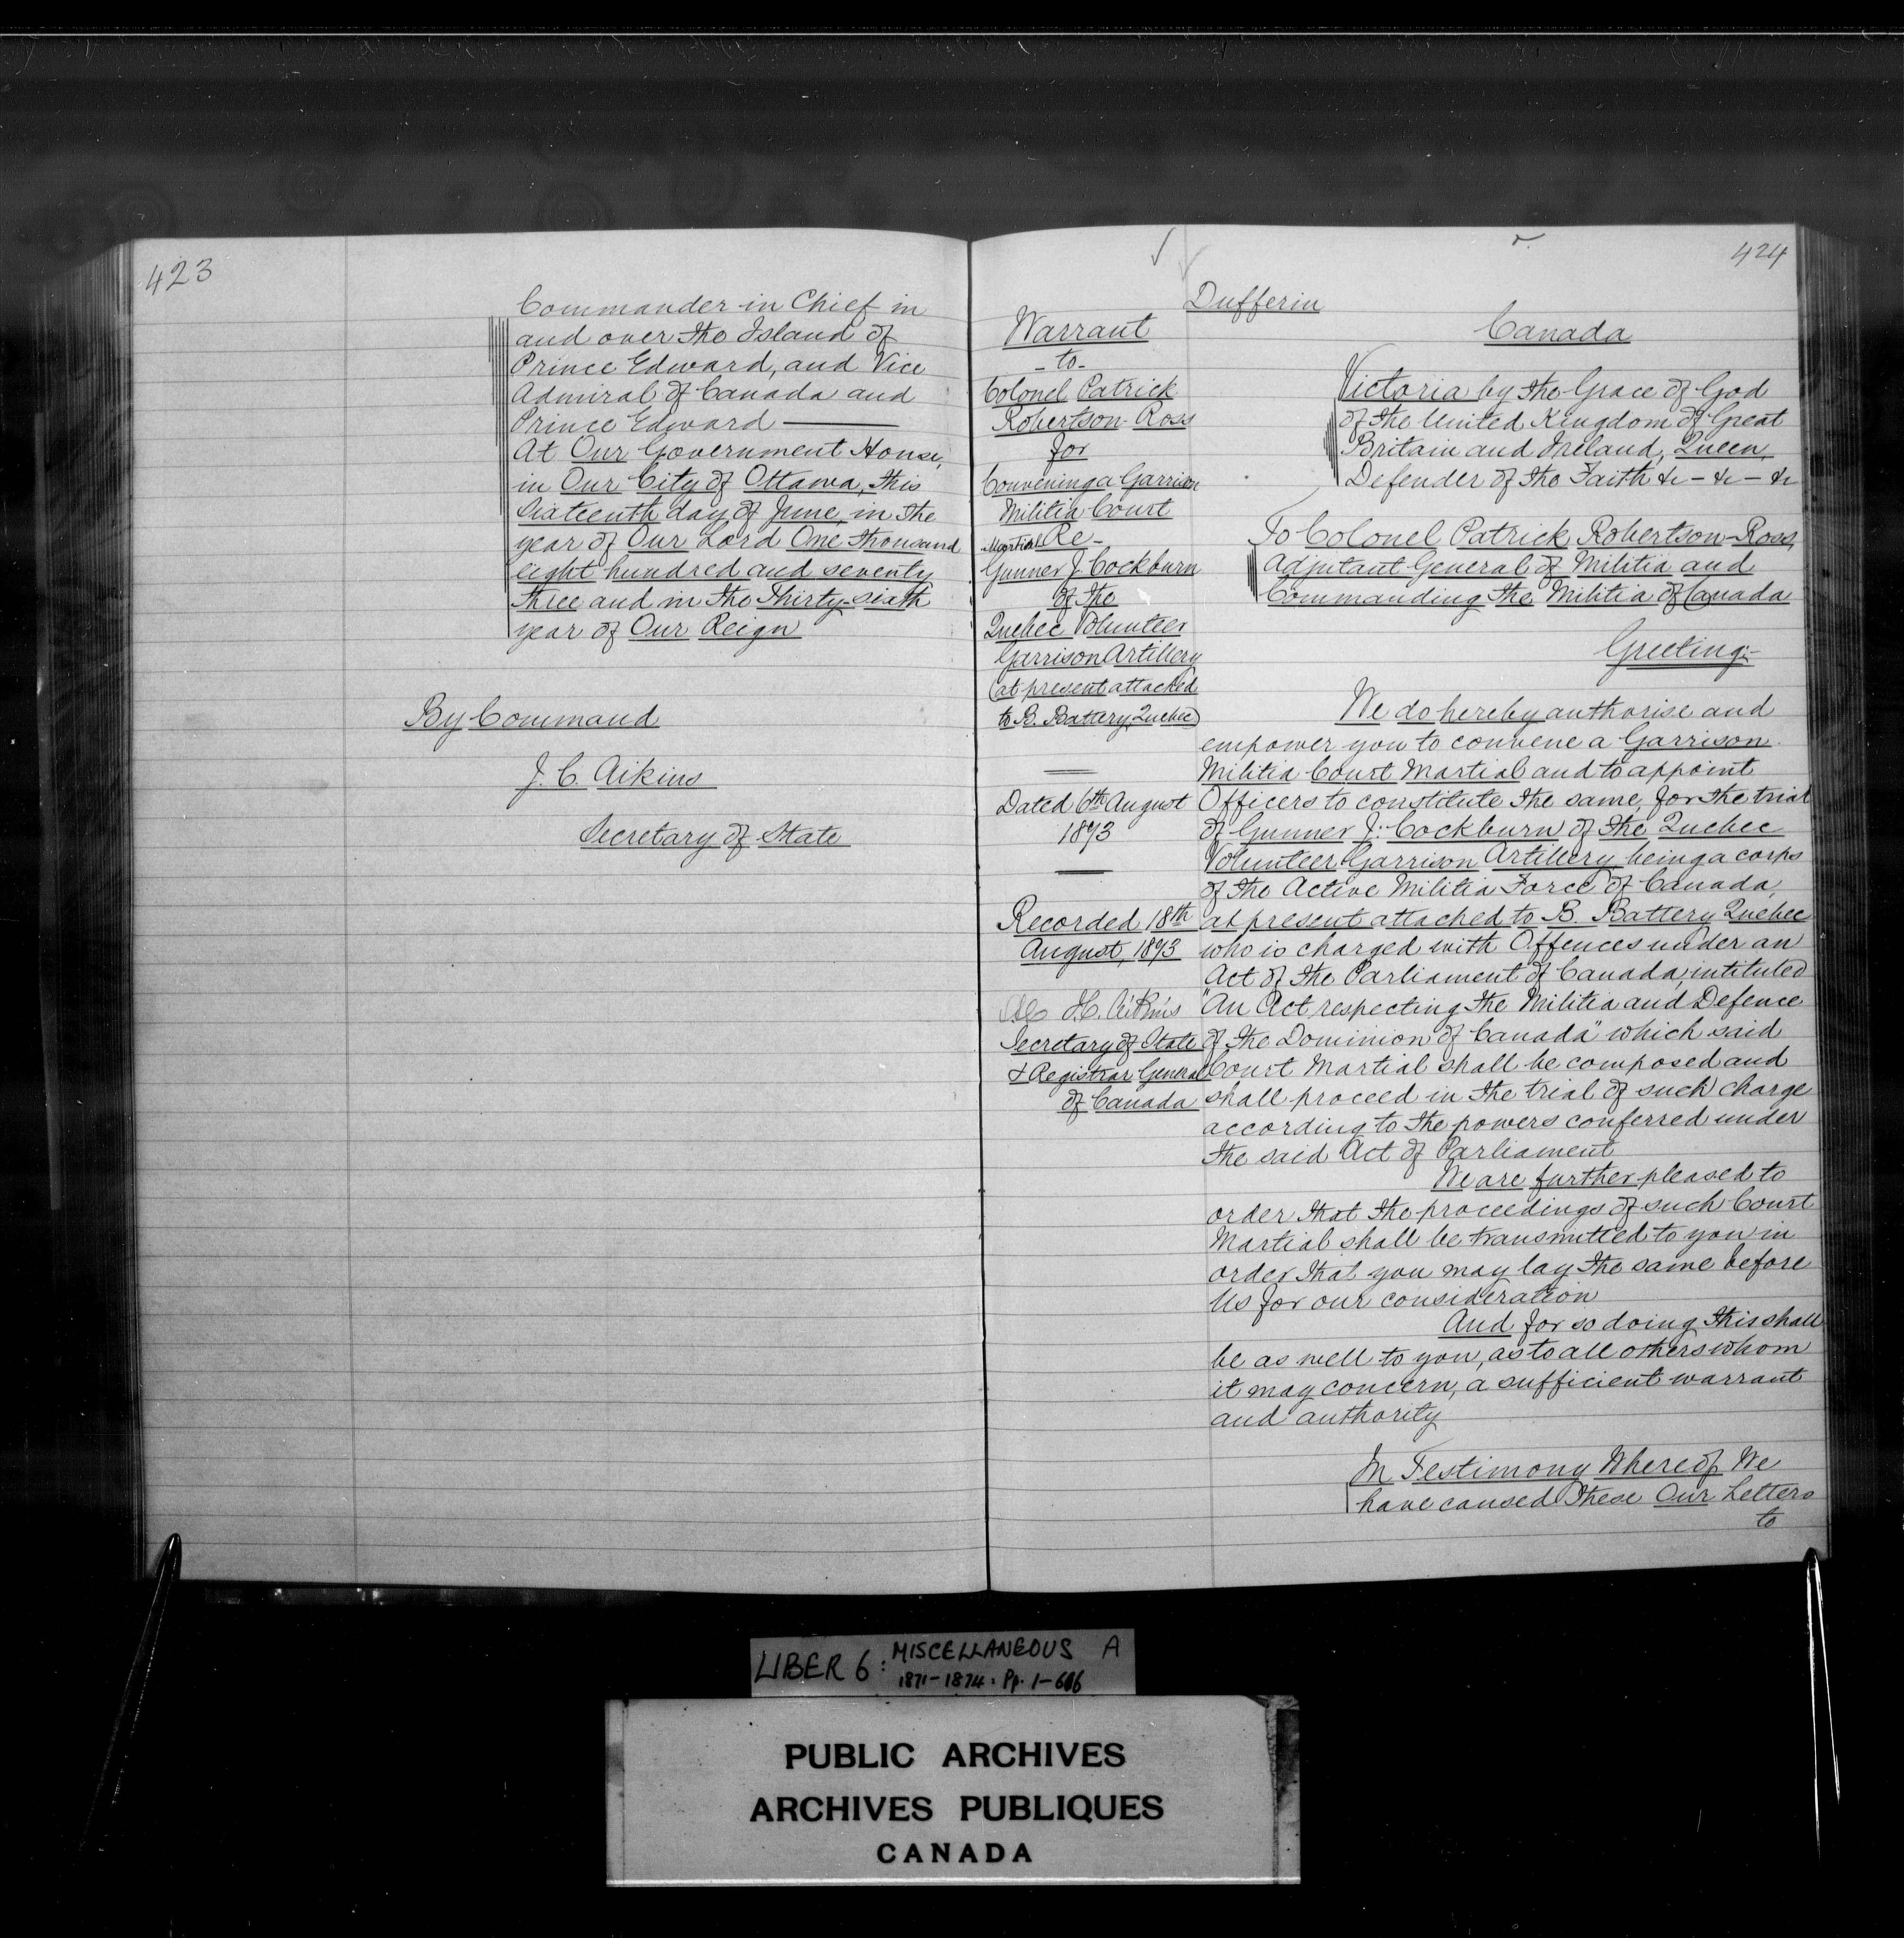 423
Commander in Chief in
and over the Island of
Prince Edward, and Vice
Admiral of Canada and
Prince Edward —
At Our Government House,
in Our City of Ottawa, this
Sixteenth day of June, in the
year of Our Lord One thousand
eight hundred and seventy
three and in the Thirty-sixth
year of Our Reign
By Command
J. C. Aikins
Secretary of State
424
Dufferin
Warrant
- to -
Colonel Patrick
Robertson-Ross
for
Convening a Garrison
Militia Court
Martial Re-
Gunner J. Cockburn
of the
Quebec Volunteer
Garrison Artillery
(at present attached
to B. Battery, Quebec)
Dated 6th August
1873
Recorded 18th
August, 1873
J.C. Aikins
Secretary of State
& Registrar General
of Canada
Canada
Victoria by the Grace of God
of the United Kingdom of Great
Britain and Ireland, Queen,
Defender of the Faith &c - &c - &c
To Colonel Patrick Robertson-Ross,
Adjutant General of Militia and
Commanding the Militia of Canada
Greeting:-
We do hereby authorise and
empower you to convene a Garrison
Militia Court Martial and to appoint
Officers to constitute the same, for the trial
of Gunner J. Cockburn of the Quebec
Volunteer Garrison Artillery being a corps
of the Active Militia Force of Canada,
at present attached to B. Battery Quebec
who is charged with Offences under an
Act of the Parliament of Canada, intituled
"An Act respecting the Militia and Defence
of the Dominion of Canada" which said
Court Martial shall be composed and
shall proceed in the trial of such charge
according to the powers conferred under
the said Act of Parliament
We are further pleased to
order that the proceedings of such Court
Martial shall be transmitted to you in
order that you may lay the same before
Us for our consideration
And for so doing this shall
be as well to you, as to all others whom
it may concern, a sufficient warrant
and authority
In Testimony Whereof We
have caused these Our Letters
to
LIBER 6: MISCELLANEOUS A
1871-1874: Pp. 1-606
PUBLIC ARCHIVES
ARCHIVES PUBLIQUES
CANADA